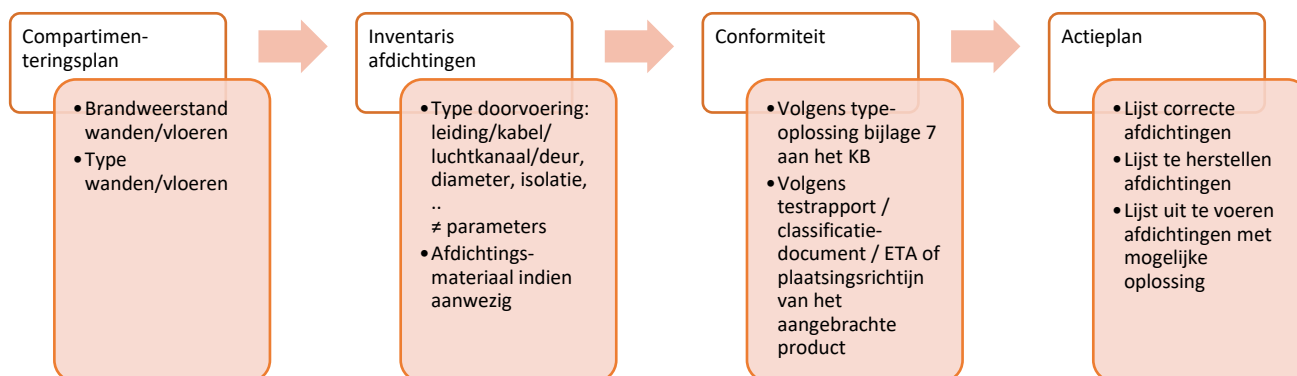 Compartimen-
teringsplan
•Brandweerstand
wanden/vloeren
•Type
wanden/vloeren
Inventaris
afdichtingen
•Type doorvoering:
leiding/kabel/
luchtkanaal/deur,
diameter, isolatie,
..
≠ parameters
•Afdichtings-
materiaal indien
aanwezig
Conformiteit
•Volgens type-
oplossing bijlage 7
aan het KB
•Volgens
testrapport /
classificatie-
document / ETA of
plaatsingsrichtijn
van het
aangebrachte
product
Actieplan
•Lijst correcte
afdichtingen
•Lijst te herstellen
afdichtingen
•Lijst uit te voeren
afdichtingen met
mogelijke
oplossing